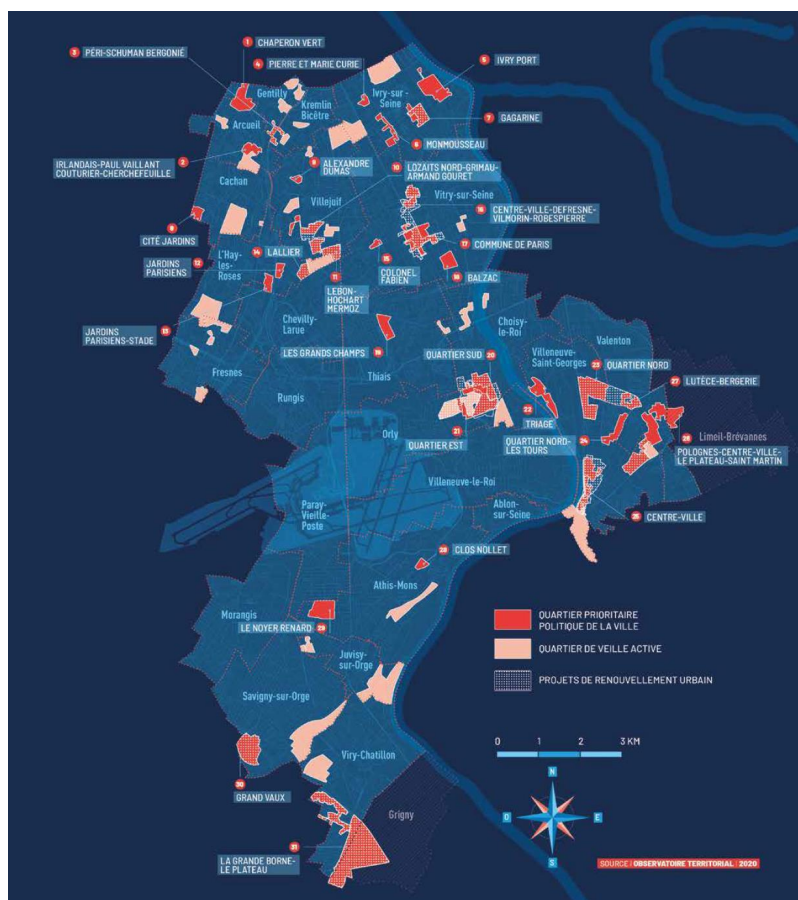 1 CHAPERON VERT
3 PÉRI-SCHUMAN BERGONIÉ
4 PIERRE ET MARIE CURIE
5 IVRY PORT
Gentilly
Kremlin
Bicêtre
Ivry-sur-
Seine
7 GAGARINE
Arcueil
6 MONMOUSSEAU
IRLANDAIS-PAUL VAILLANT
COUTURIER-CHERCHEFEUILLE
2
ALEXANDRE
DUMAS
10 LOZAITS NORD-GRIMAU-
ARMAND GOURET
Cachan
Villejuif
Vitry-sur-Seine
16 CENTRE-VILLE-DEFRESNE-
VILMORIN-ROBESPIERRE
CITÉ JARDINS
17 COMMUNE DE PARIS
14 LALLIER
L'Haÿ-
les-
Roses
JARDINS
PARISIENS
12
11
LEBON-
HOCHART
MERMOZ
15
COLONEL
FABIEN
18 BALZAC
JARDINS
PARISIENS-STADE
13
Chevilly-
Larue
Choisy-
le-Roi
Valenton
LES GRANDS CHAMPS 19
QUARTIER SUD 20
Villeneuve-
Saint-Georges
23 QUARTIER NORD
Fresnes
Thiais
27 LUTÈCE-BERGERIE
Rungis
22
TRIAGE
Orly
21
QUARTIER EST
QUARTIER NORD-
LES TOURS
24
26
Limeil-Brévannes
POLOGNES-CENTRE-VILLE-
LE PLATEAU-SAINT MARTIN
Villeneuve-le-Roi
Paray-
Vieille-
Poste
Ablon-
sur-Seine
25 CENTRE-VILLE
28 CLOS NOLLET
Athis-Mons
Morangis
LE NOYER RENARD 29
QUARTIER PRIORITAIRE
POLITIQUE DE LA VILLE
QUARTIER DE VEILLE ACTIVE
PROJETS DE RENOUVELLEMENT URBAIN
Juvisy-
sur-Orge
Savigny-sur-Orge
Viry-Chatillon
0 1 2 3 KM
N
O
E
S
30
GRAND VAUX
Grigny
31
LA GRANDE BORNE-
LE PLATEAU
SOURCE | OBSERVATOIRE TERRITORIAL | 2020